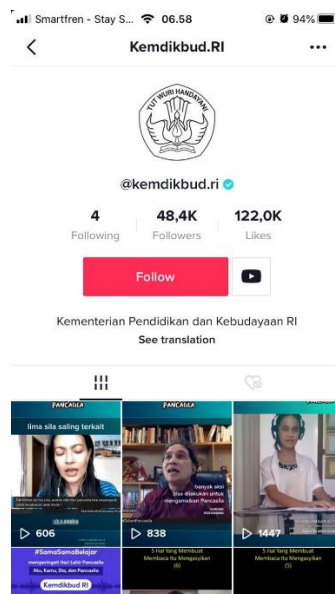 Smartfren - Stay S... 06.58 94%
Kemdikbud.RI
TUT WURI HANDAYANI
@kemdikbud.ri
4 48,4K 122,0K
Following Followers Likes
Follow
Kementerian Pendidikan dan Kebudayaan RI
See translation
PANCASILA
lima sila saling terkait
606
PANCASILA
banyak aksi
bisa dilakukan untuk
mengamalkan Pancasila
838
1447
#SamaSamaBelajar
memperingati Hari Lahir Pancasila
Aku, Kamu, Dia, dan Pancasila
Kemdikbud RI
5 Hal Yang Membuat
Membaca Itu Mengasyikan
(6)
5 Hal Yang Membuat
Membaca Itu Mengasyikan
(5)